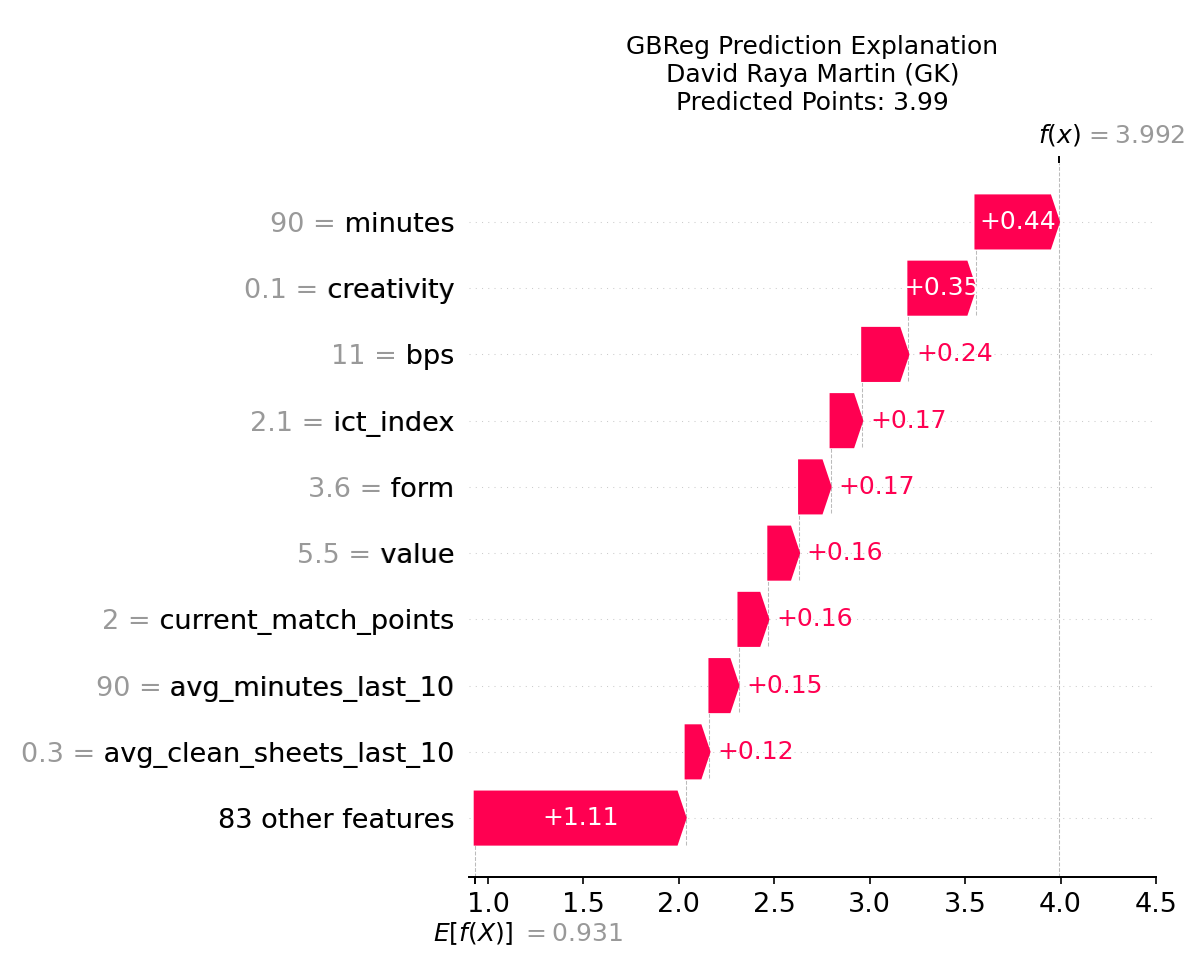 GBReg Prediction Explanation
David Raya Martin (GK)
Predicted Points: 3.99
f(x) = 3.992
90 = minutes +0.44
0.1 = creativity +0.35
11 = bps +0.24
2.1 = ict_index +0.17
3.6 = form +0.17
5.5 = value +0.16
2 = current_match_points +0.16
90 = avg_minutes_last_10 +0.15
0.3 = avg_clean_sheets_last_10 +0.12
83 other features +1.11
1.0 1.5 2.0 2.5 3.0 3.5 4.0 4.5
E[f(X)] = 0.931